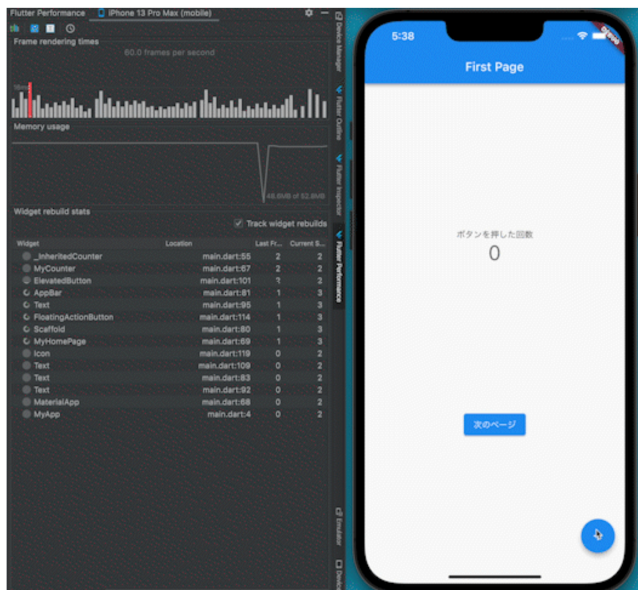 Flutter Performance
iPhone 13 Pro Max (mobile)
Frame rendering times
60.0 frames per second
16ms
Memory usage
48.6MB of 52.8MB
Widget rebuild stats
Track widget rebuilds
Widget Location Last Fr... Current S...
_InheritedCounter main.dart:55 2 2
MyCounter main.dart:67 2 2
ElevatedButton main.dart:101 2
AppBar main.dart:81 1 3
Text main.dart:95 1 3
FloatingActionButton main.dart:114 1 3
Scaffold main.dart:80 1 3
MyHomePage main.dart:69 1 3
Icon main.dart:119 0 2
Text main.dart:109 0 2
Text main.dart:83 0 2
Text main.dart:92 0 2
MaterialApp main.dart:68 0 2
MyApp main.dart:4 0 2
Device Manager
Flutter Outline
Flutter Inspector
Flutter Performance
Emulator
Device
5:38
DEBUG
First Page
ボタンを押した回数
0
次のページ